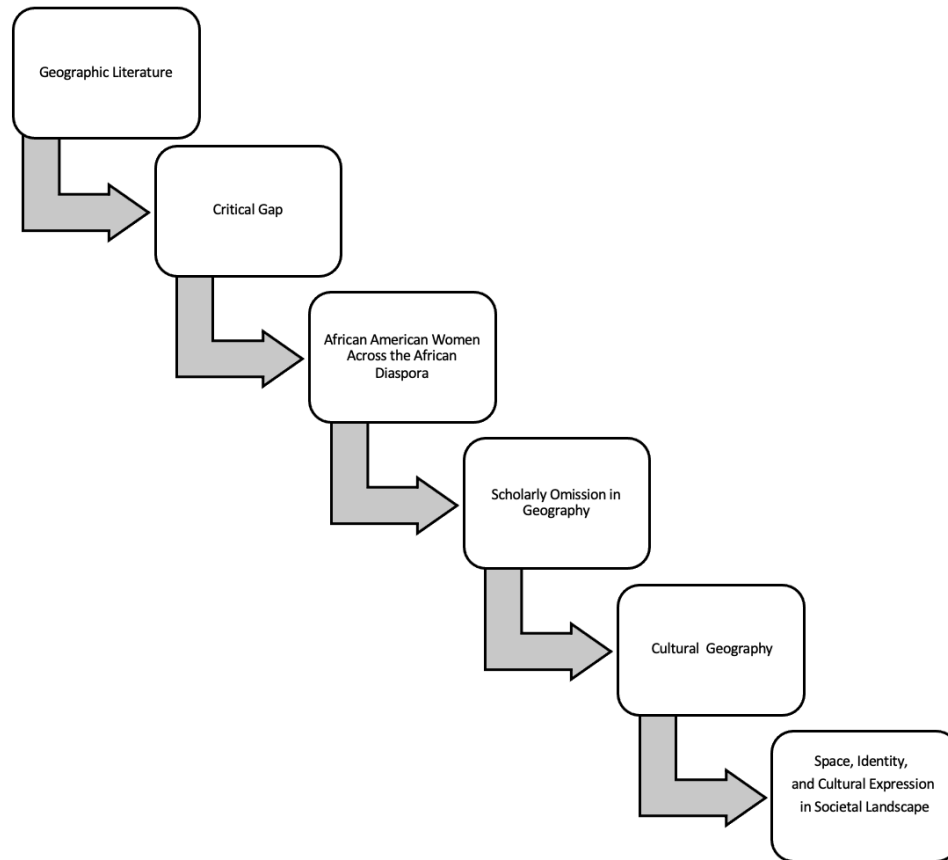 Geographic Literature
Critical Gap
African American Women
Across the African
Diaspora
Scholarly Omission in
Geography
Cultural  Geography
Space, Identity,
and Cultural Expression
in Societal Landscape